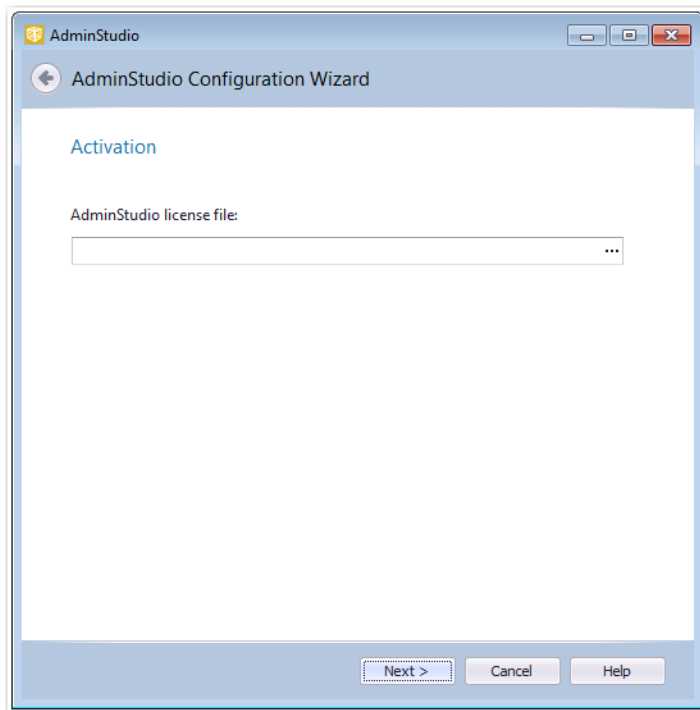 AdminStudio
AdminStudio Configuration Wizard
Activation
AdminStudio license file:
...
Next >
Cancel
Help